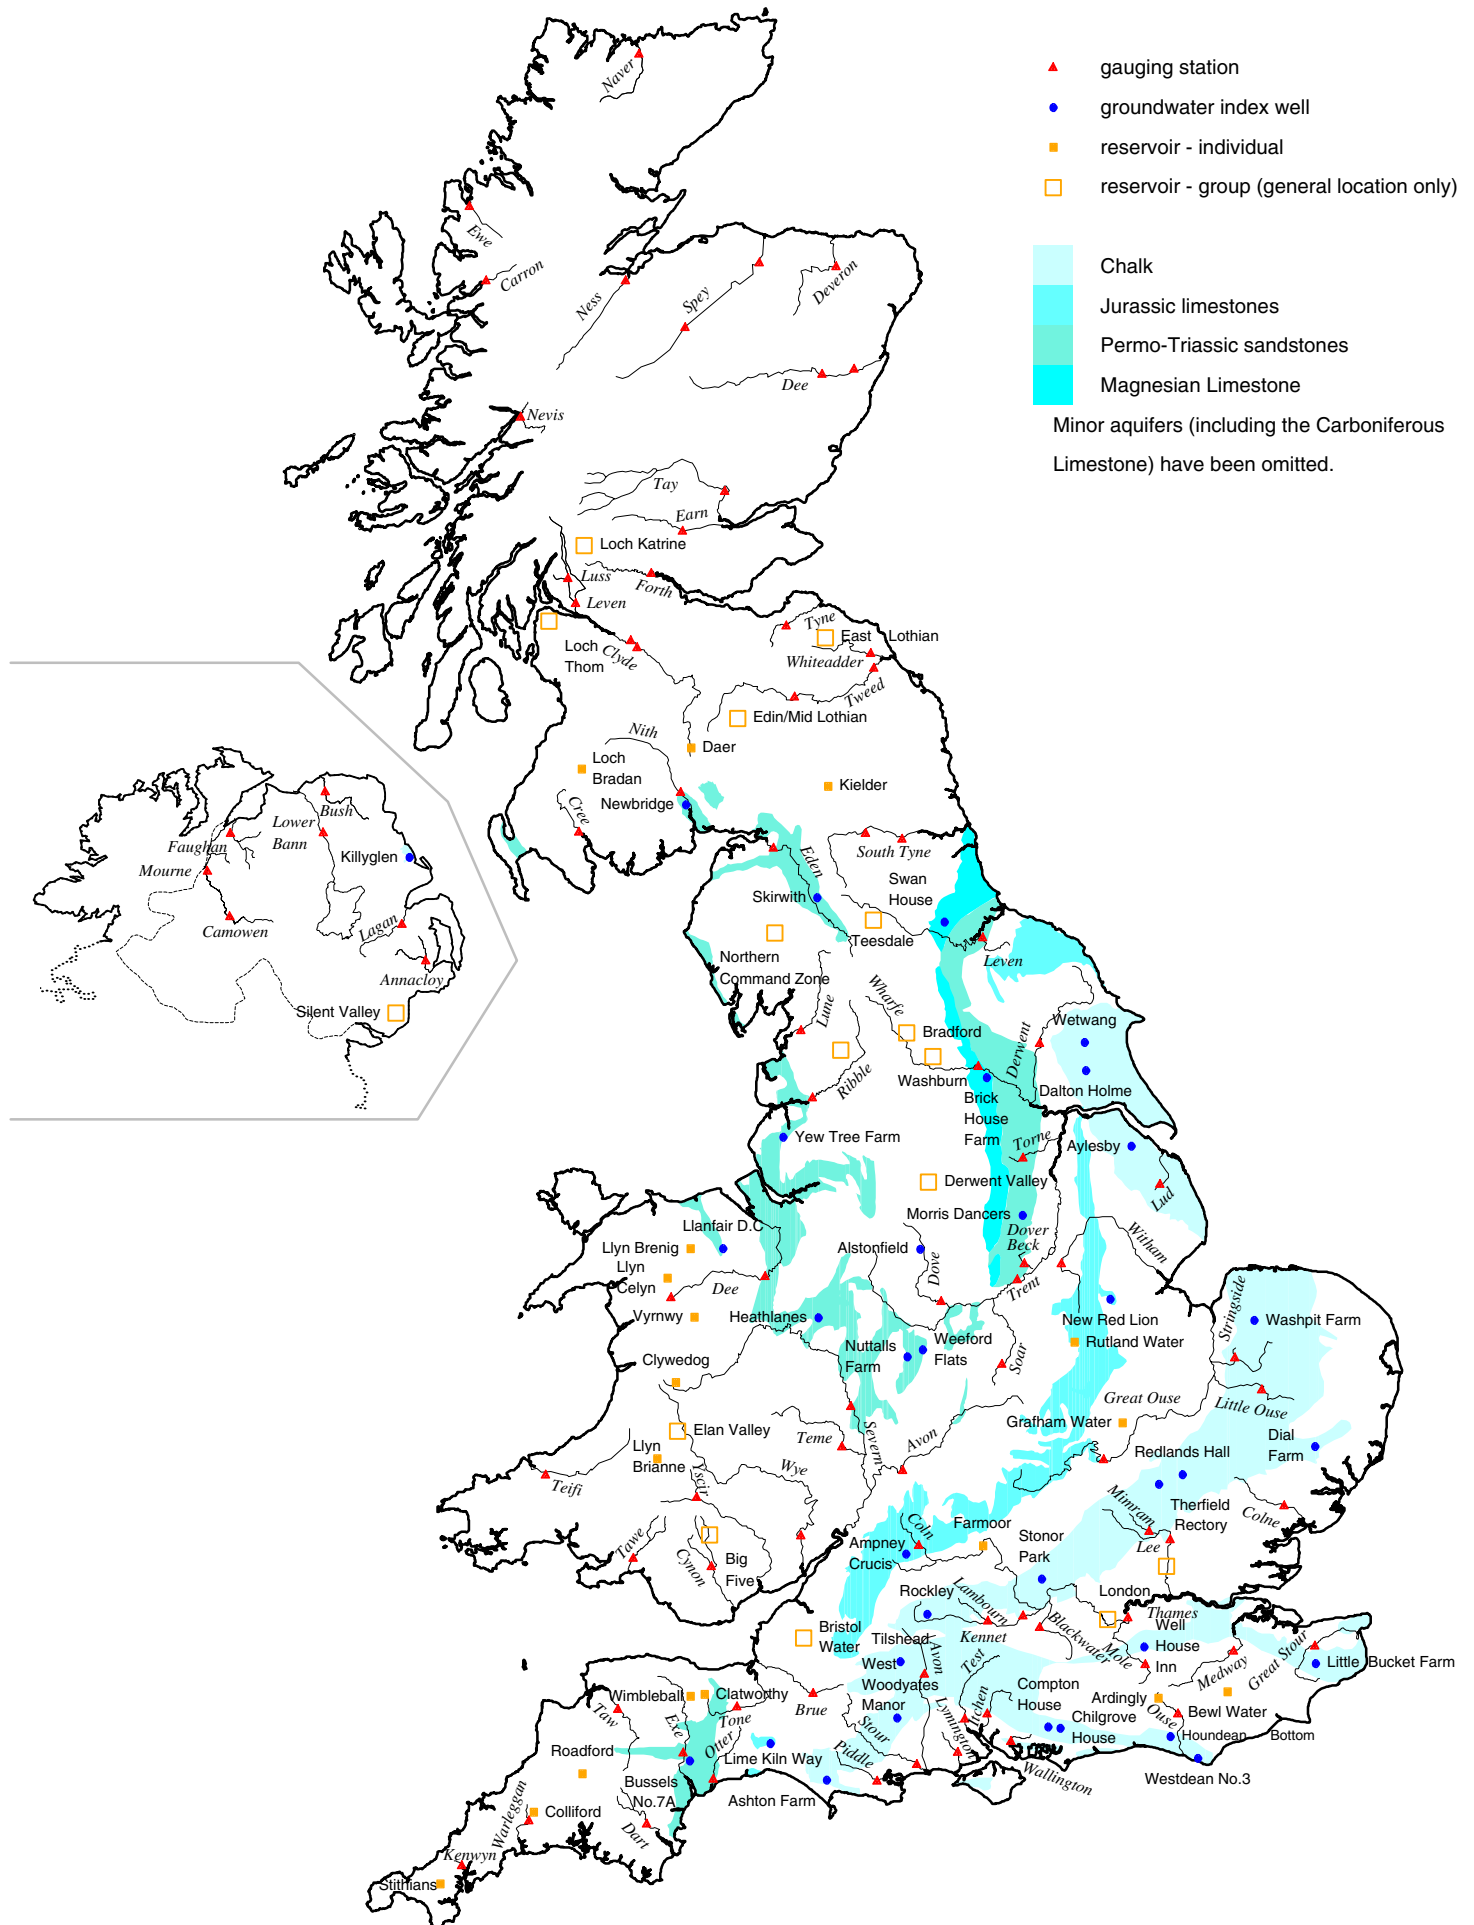 gauging station
groundwater index well
reservoir - individual
reservoir - group (general location only)
Chalk
Jurassic limestones
Permo-Triassic sandstones
Magnesian Limestone
Minor aquifers (including the Carboniferous
Limestone) have been omitted.
Naver
Ewe
Carron
Ness
Spey
Deveron
Dee
Nevis
Tay
Earn
Loch Katrine
Luss
Forth
Leven
Loch
Thom
Clyde
Tyne
East Lothian
Whiteadder
Tweed
Edin/Mid Lothian
Nith
Daer
Loch
Bradan
Kielder
Newbridge
Cree
Bush
Lower
Bann
Faughan
Killyglen
Mourne
Camowen
Lagan
Annacloy
Silent Valley
Eden
South Tyne
Swan
House
Skirwith
Teesdale
Leven
Northern
Command Zone
Lune
Wharfe
Bradford
Washburn
Derwent
Wetwang
Dalton Holme
Ribble
Brick
House
Farm
Yew Tree Farm
Torne
Aylesby
Lud
Derwent Valley
Morris Dancers
Dover
Beck
Witham
Llanfair D.C
Llyn Brenig
Llyn
Celyn
Dee
Alstonfield
Dove
Trent
Vyrnwy
Heathlanes
New Red Lion
Rutland Water
Stringside
Washpit Farm
Nuttalls
Farm
Weeford
Flats
Soar
Clywedog
Great Ouse
Little Ouse
Grafham Water
Elan Valley
Teme
Severn
Avon
Redlands Hall
Dial
Farm
Llyn
Brianne
Yscir
Wye
Teifi
Mimram
Therfield
Rectory
Colne
Tawe
Cynon
Big
Five
Ampney
Crucis
Coln
Farmoor
Stonor
Park
Lee
London
Rockley
Lambourn
Kennet
Blackwater
Thames
Mole
Well
House
Inn
Medway
Great Stour
Little Bucket Farm
Bristol
Water
Tilshead
Avon
Test
West
Woodyates
Manor
Itchen
Compton
House
Chilgrove
House
Ardingly
Ouse
Bewl Water
Houndean Bottom
Westdean No.3
Wimbleball
Clatworthy
Taw
Exe
Tone
Otter
Brue
Stour
Lymington
Wallington
Roadford
Lime Kiln Way
Piddle
Bussels
No.7A
Ashton Farm
Dart
Warleggan
Colliford
Kenwyn
Stithians